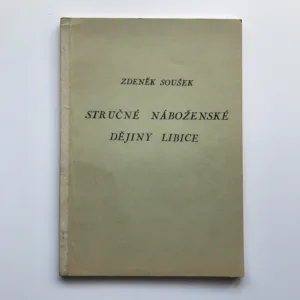 ZDENĚK SOUŠEK
STRUČNÉ NÁBOŽENSKÉ
DĚJINY LIBICE